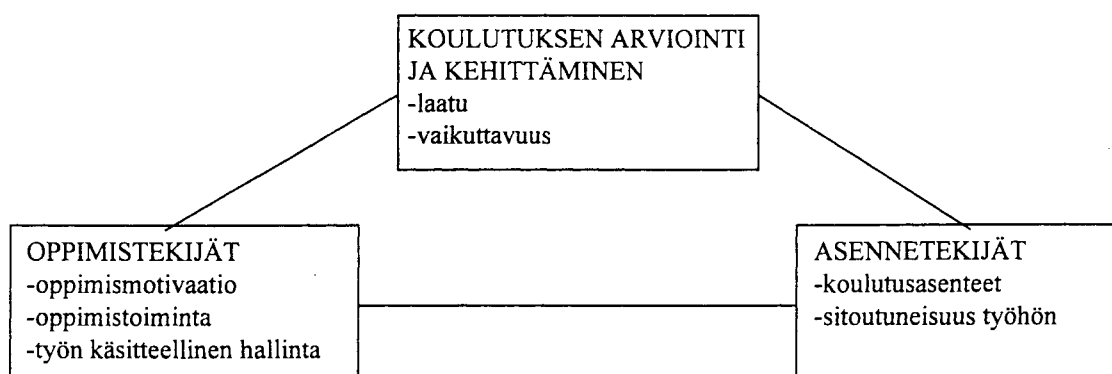 KOULUTUKSEN ARVIOINTI
JA KEHITTÄMINEN
-laatu
-vaikuttavuus
OPPIMISTEKIJÄT
-oppimismotivaatio
-oppimistoiminta
-työn käsitteellinen hallinta
ASENNETEKIJÄT
-koulutusasenteet
-sitoutuneisuus työhön